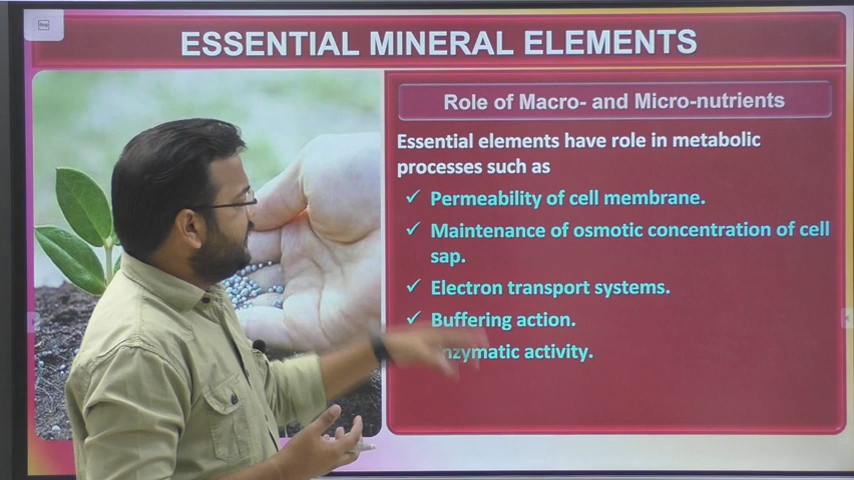 ESSENTIAL MINERAL ELEMENTS
Role of Macro- and Micro-nutrients
Essential elements have role in metabolic
processes such as
✓ Permeability of cell membrane.
✓ Maintenance of osmotic concentration of cell
sap.
✓ Electron transport systems.
✓ Buffering action.
activity.